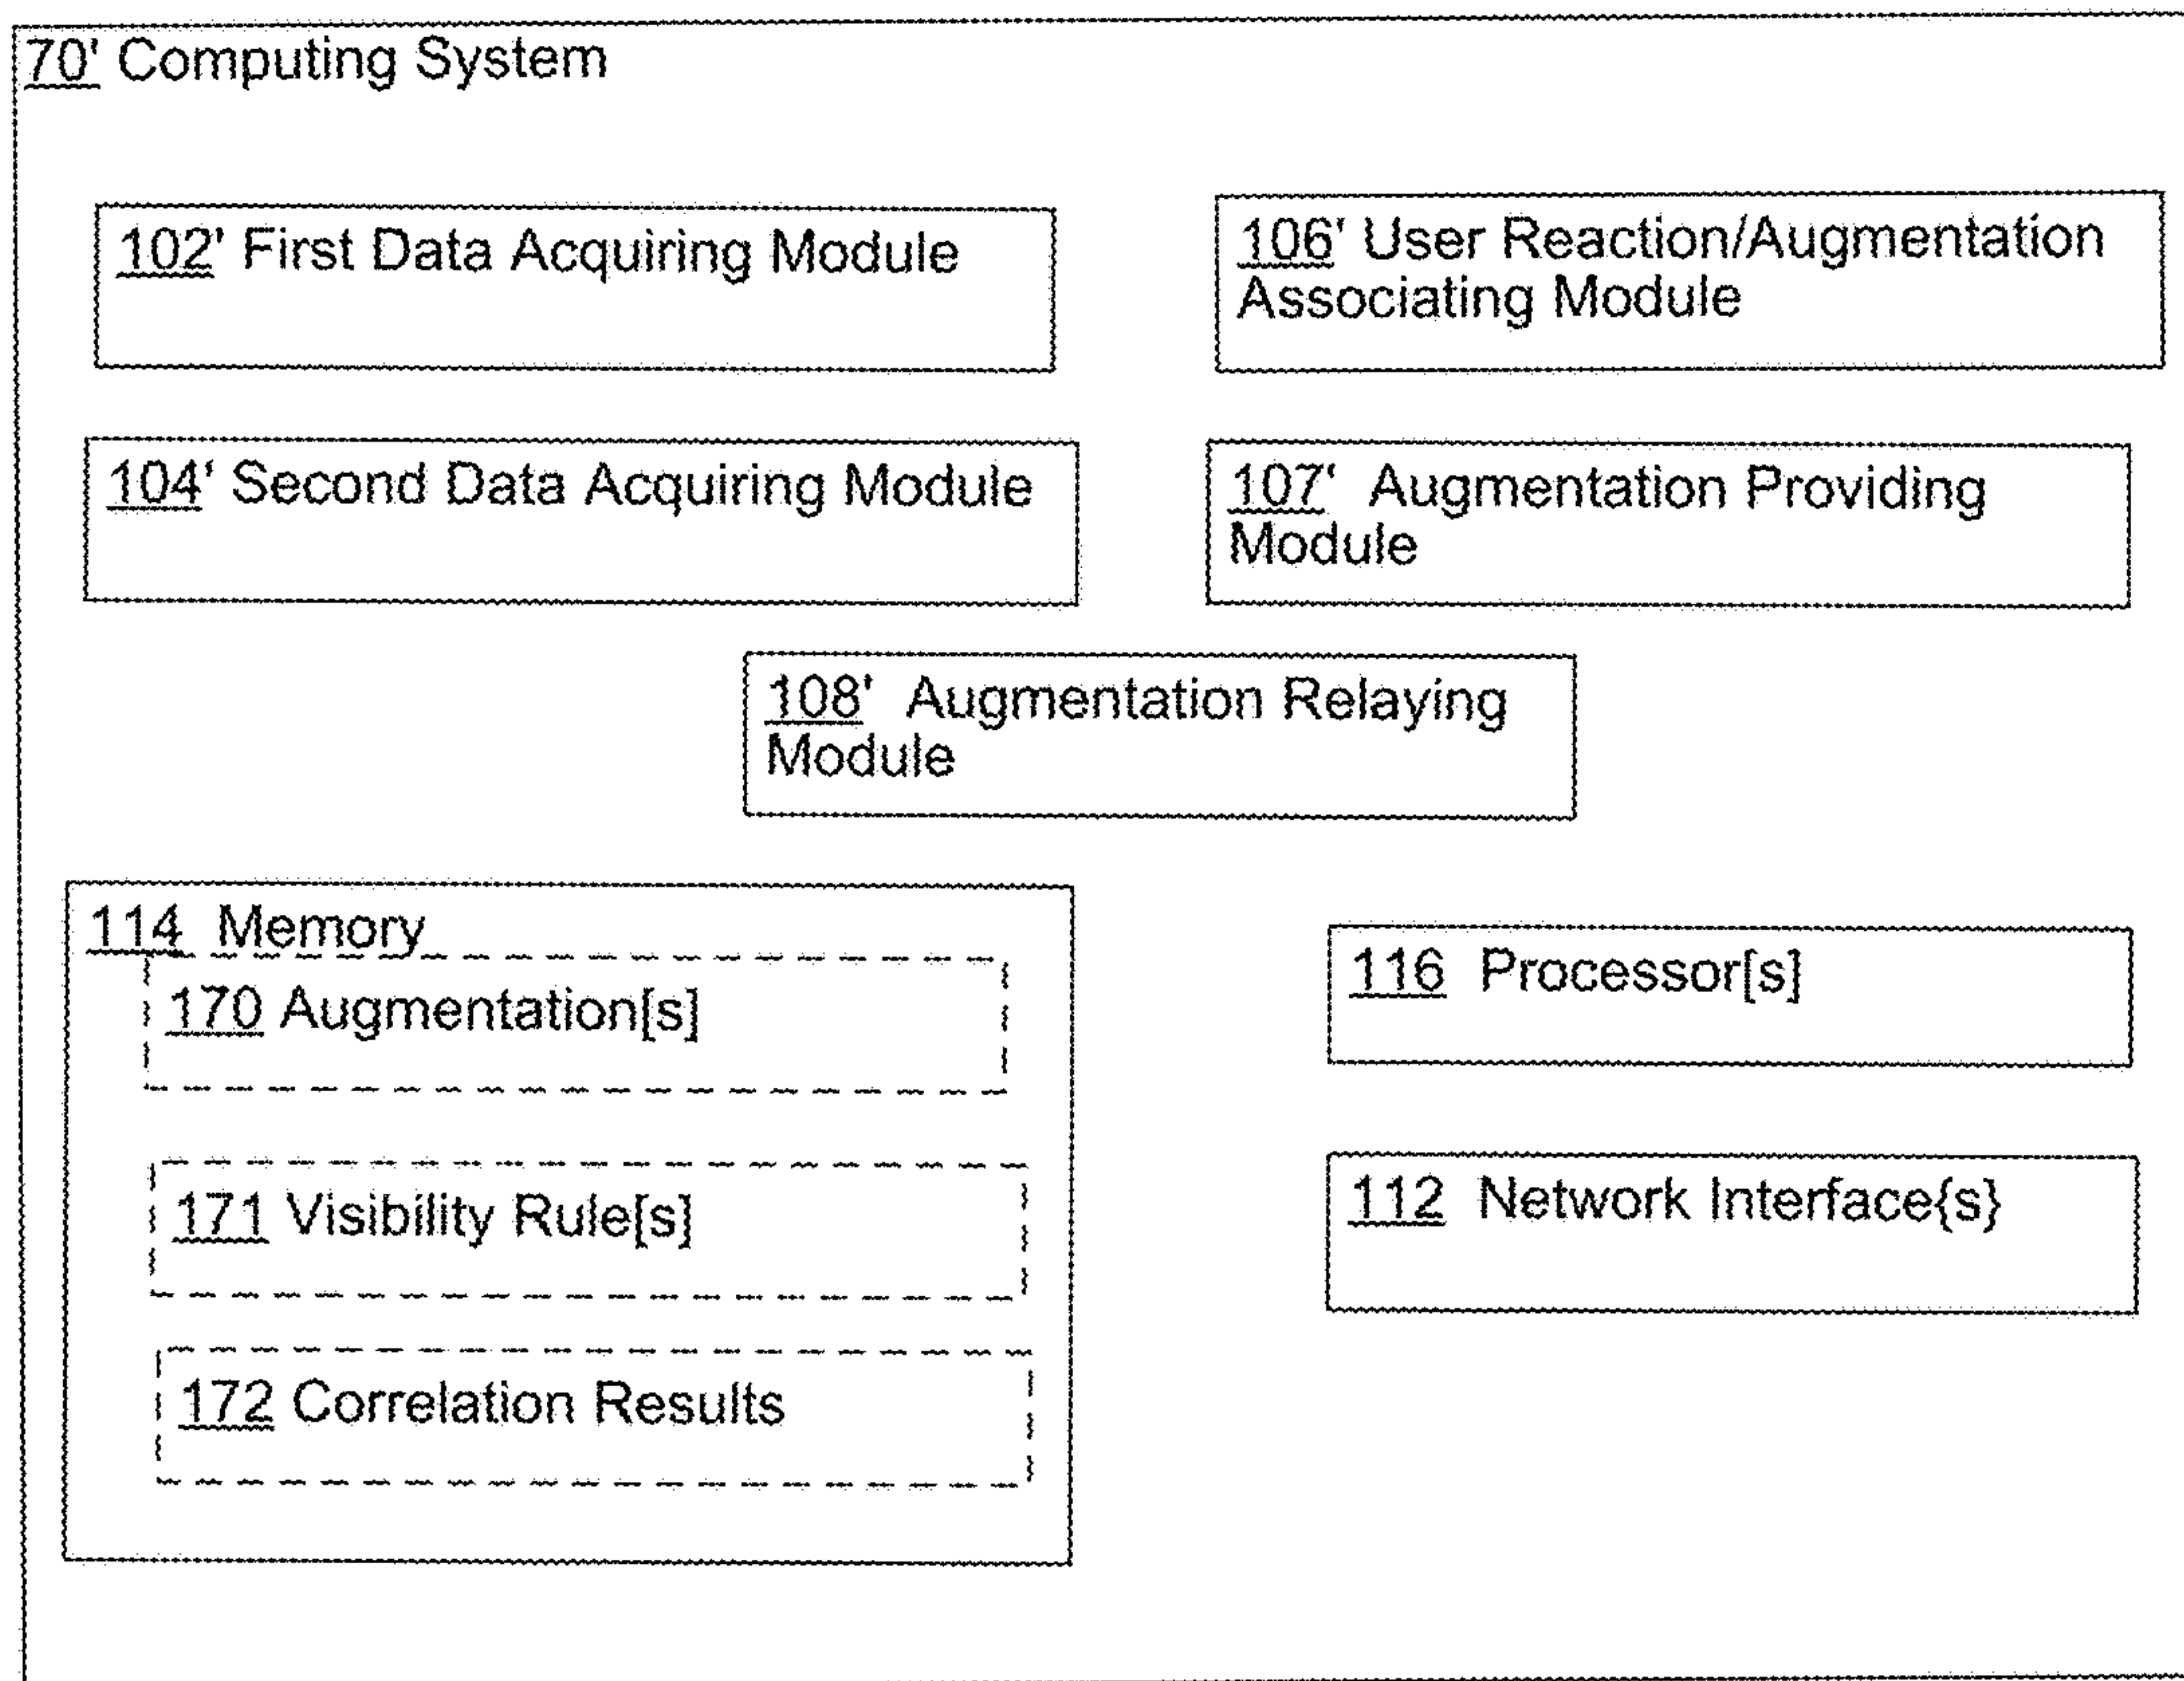 70' Computing System
102' First Data Acquiring Module
106' User Reaction/Augmentation
Associating Module
104' Second Data Acquiring Module
107' Augmentation Providing
Module
108' Augmentation Relaying
Module
114 Memory
170 Augmentation[s]
171 Visibility Rule[s]
172 Correlation Results
116 Processor[s]
112 Network Interface{s}